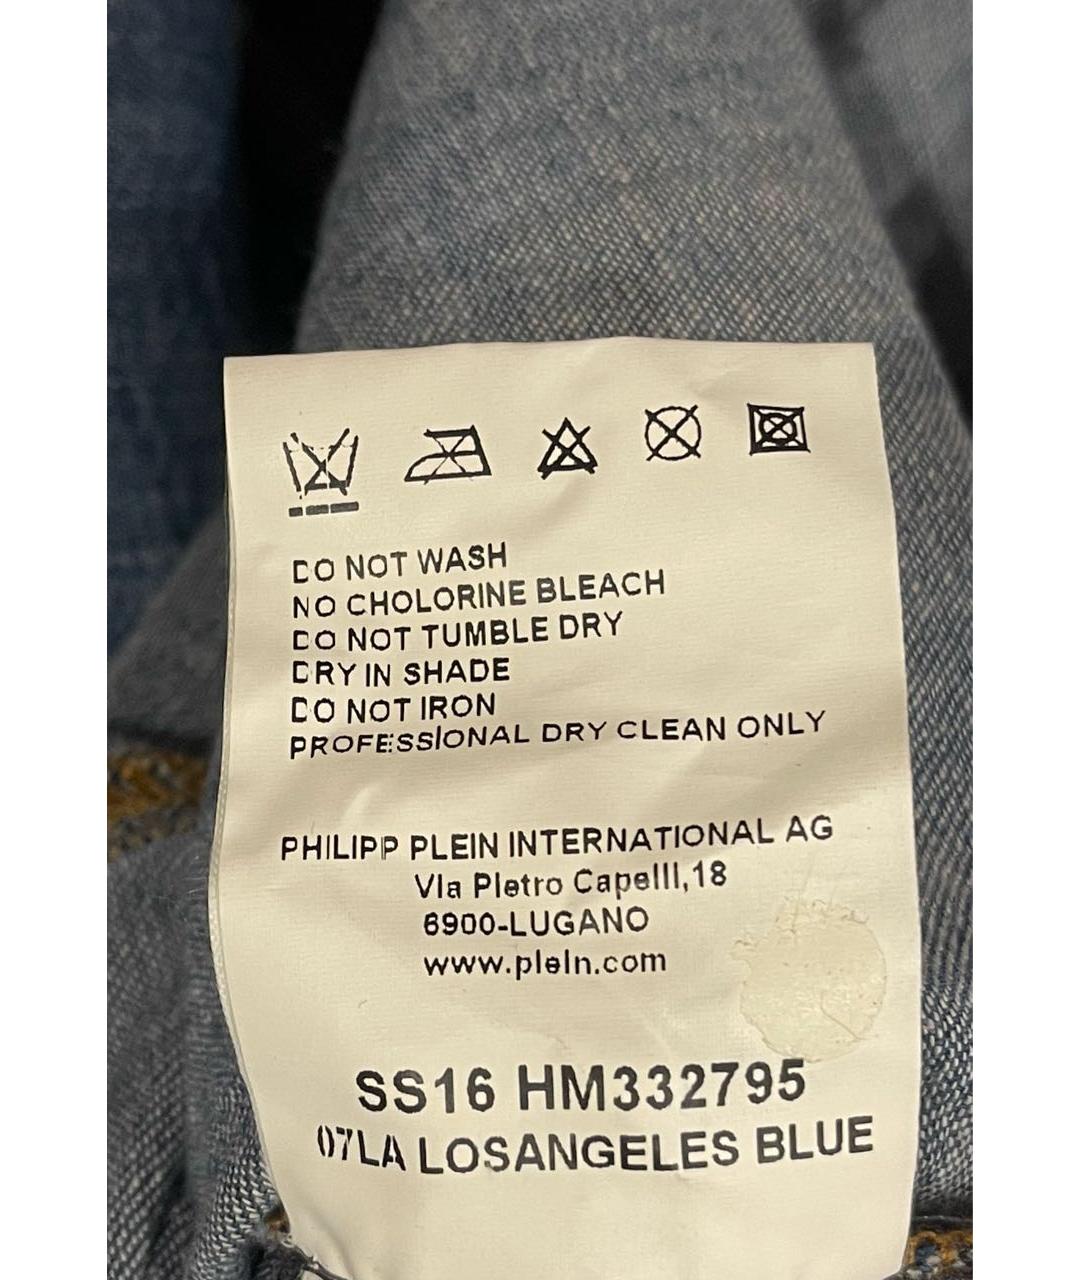 DO NOT WASH
NO CHOLORINE BLEACH
DO NOT TUMBLE DRY
DRY IN SHADE
DO NOT IRON
PROFESSIONAL DRY CLEAN ONLY
PHILIPP PLEIN INTERNATIONAL AG
Via Pietro Capelli,18
6900-LUGANO
www.plein.com
SS16 HM332795
07LA LOSANGELES BLUE